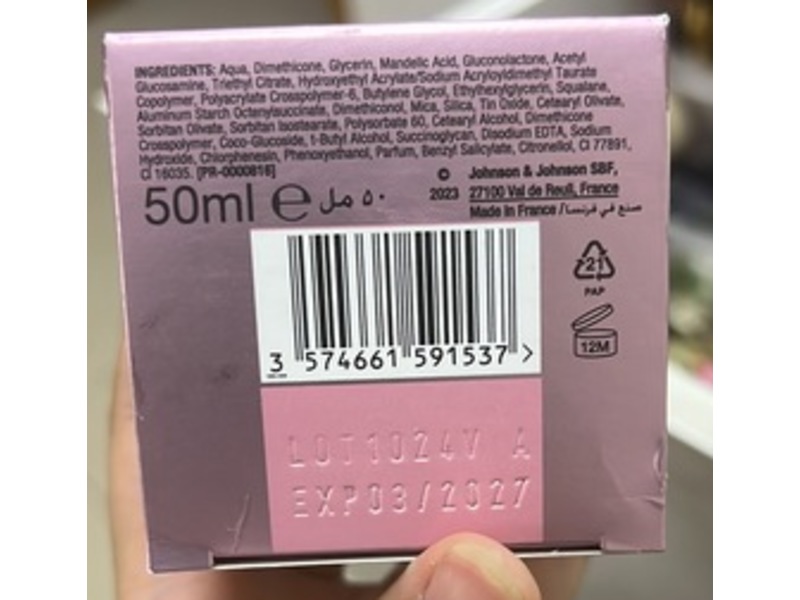 INGREDIENTS: Aqua, Dimethicone, Glycerin, Mandelic Acid, Gluconolactone, Acetyl
Glucosamine, Triethyl Citrate, Hydroxyethyl Acrylate/Sodium Acryloyldimethyl Taurate
Copolymer, Polyacrylate Crosspolymer-6, Butylene Glycol, Ethylhexylglycerin, Squalane,
Aluminum Starch Octenylsuccinate, Dimethiconol, Mica, Silica, Tin Oxide, Cetearyl Olivate,
Sorbitan Olivate, Sorbitan Isostearate, Polysorbate 60, Cetearyl Alcohol, Dimethicone
Crosspolymer, Coco-Glucoside, t-Butyl Alcohol, Succinoglycan, Disodium EDTA, Sodium
Hydroxide, Chlorphenesin, Phenoxyethanol, Parfum, Benzyl Salicylate, Citronellol, CI 77891,
CI 16035. [PR-0000816]
© Johnson & Johnson SBF,
2023 27100 Val de Reuil, France
Made in France / صنع في فرنسا
50ml ℮ ٥٠ مل
21
PAP
12M
3 574661 591537 >
LOT1024V A
EXP03/2027